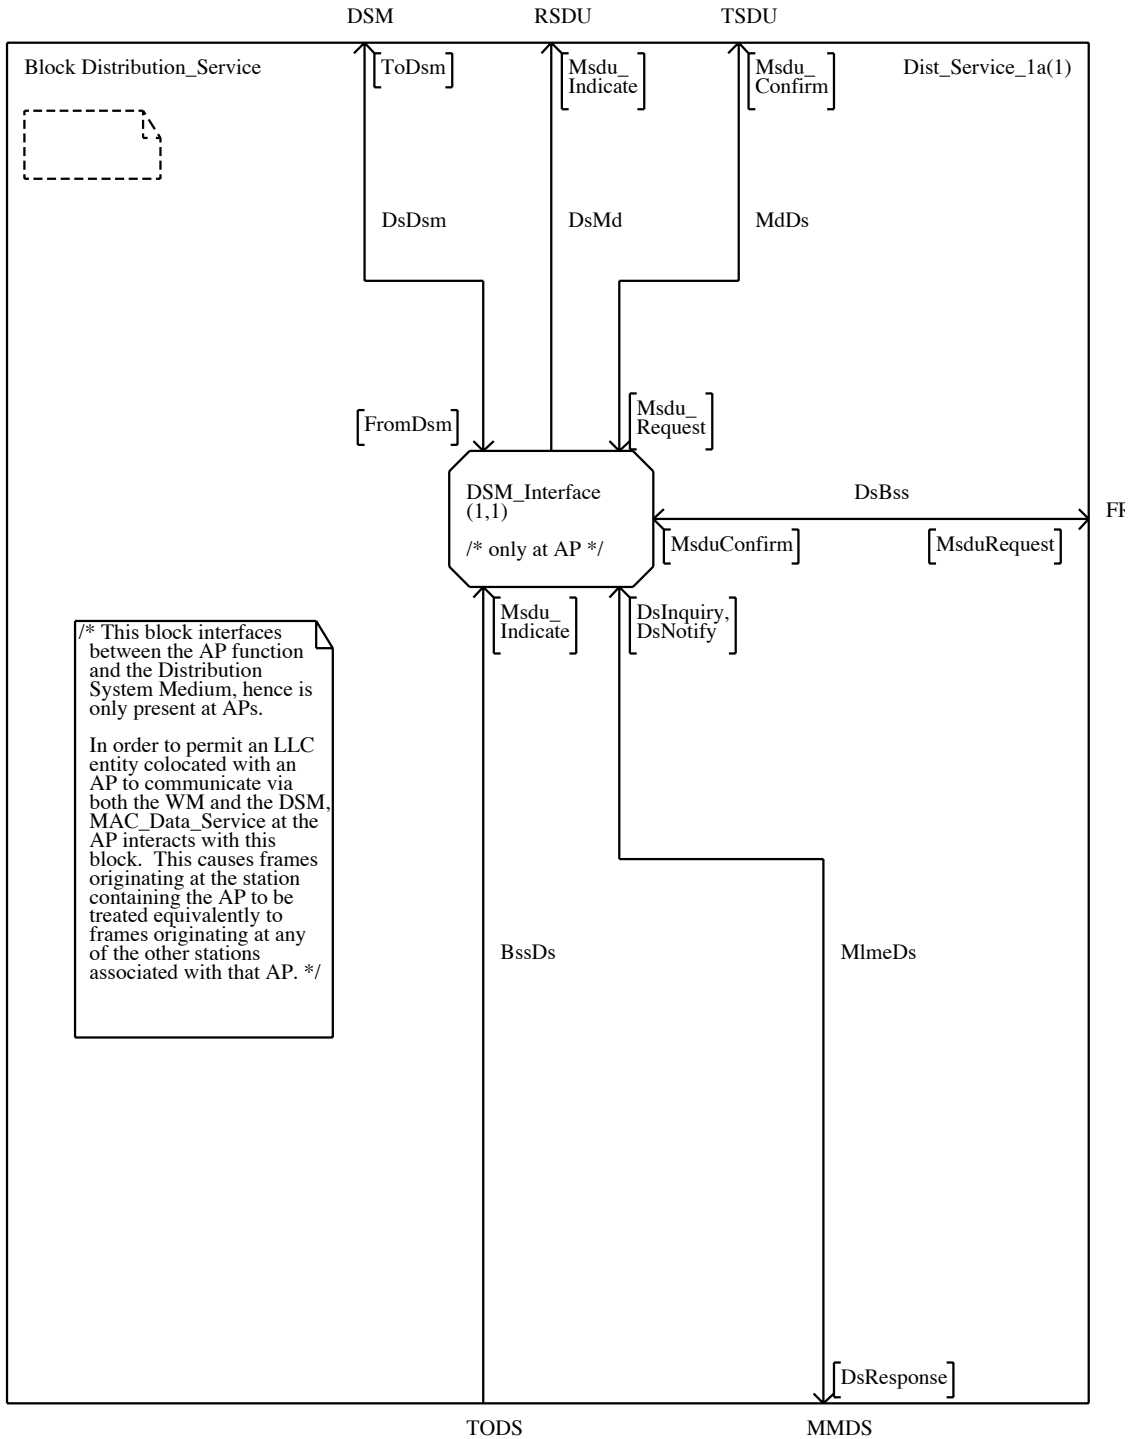 DSM RSDU TSDU
Block Distribution_Service
Dist_Service_1a(1)
ToDsm
Msdu_
Indicate
Msdu_
Confirm
DsDsm
DsMd
MdDs
FromDsm
Msdu_
Request
DSM_Interface
(1,1)
/* only at AP */
DsBss
MsduConfirm
MsduRequest
Msdu_
Indicate
DsInquiry,
DsNotify
/* This block interfaces
between the AP function
and the Distribution
System Medium, hence is
only present at APs.
In order to permit an LLC
entity colocated with an
AP to communicate via
both the WM and the DSM,
MAC_Data_Service at the
AP interacts with this
block.  This causes frames
originating at the station
containing the AP to be
treated equivalently to
frames originating at any
of the other stations
associated with that AP. */
BssDs
MlmeDs
DsResponse
TODS
MMDS